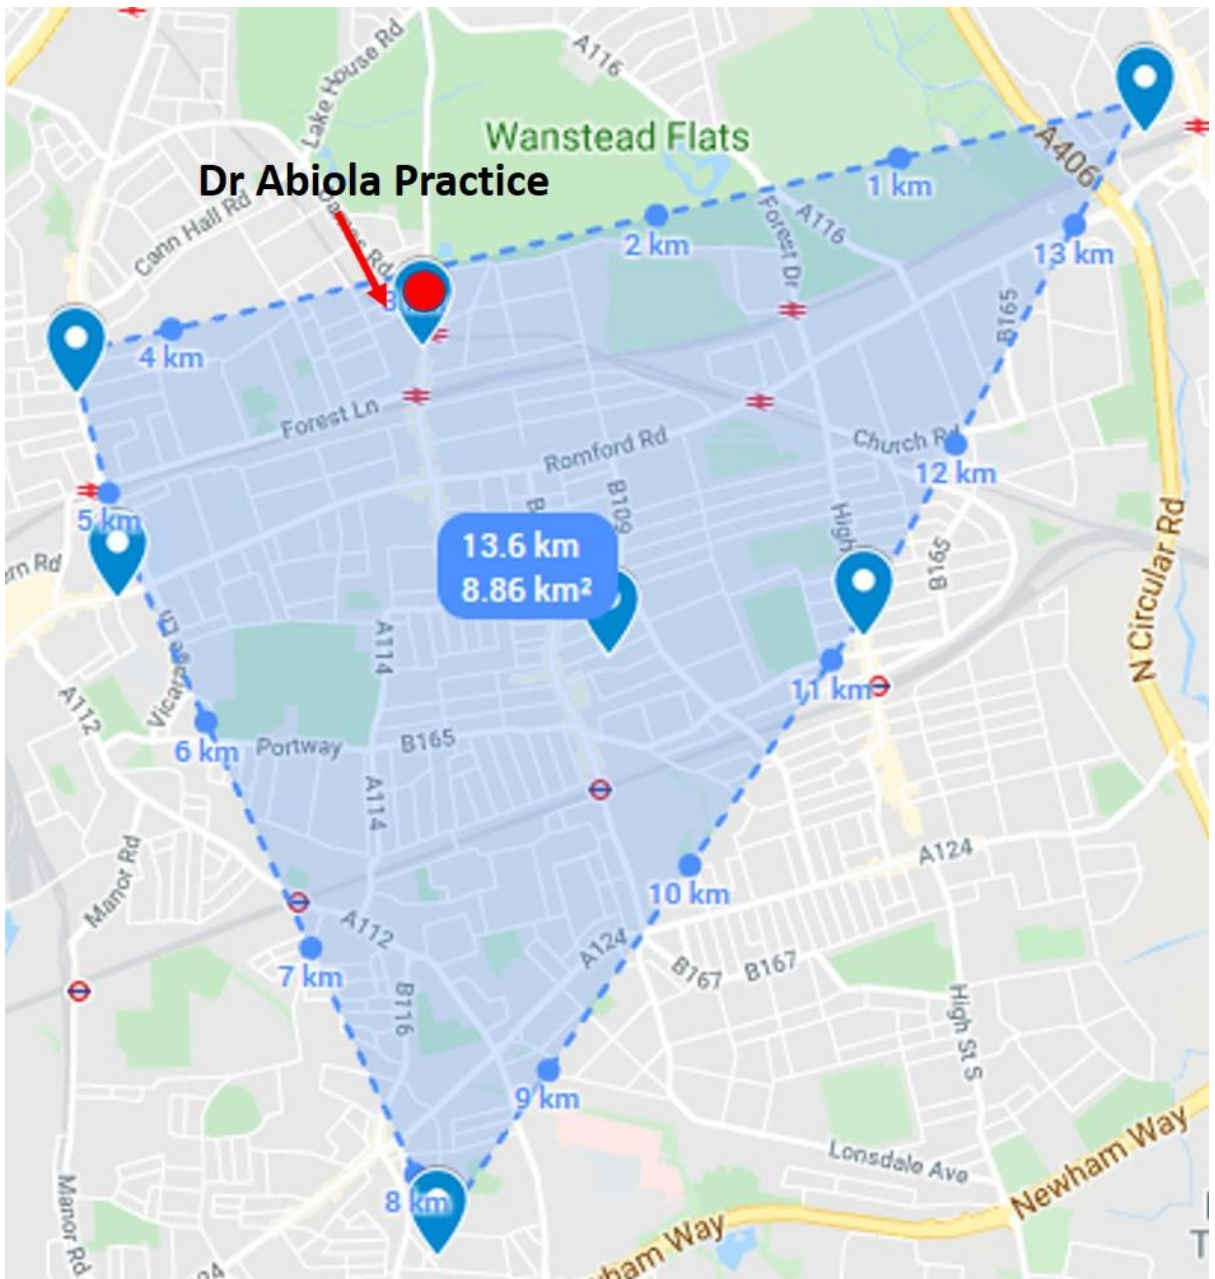 A116
Lake House Rd
Wanstead Flats
A406
1 km
Dr Abiola Practice
Cann Hall Rd
Forest Dr
A116
2 km
13 km
B165
4 km
Forest Ln
Romford Rd
Church Rd
12 km
B109
High
5 km
13.6 km
8.86 km²
B165
N Circular Rd
A114
Vicarage Ln
11 km
A112
6 km
Portway
B165
A114
Manor Rd
A124
10 km
A112
A124
B167
B167
7 km
B116
High St S
9 km
Lonsdale Ave
Newham Way
8 km
Manor Rd
ham Way
T